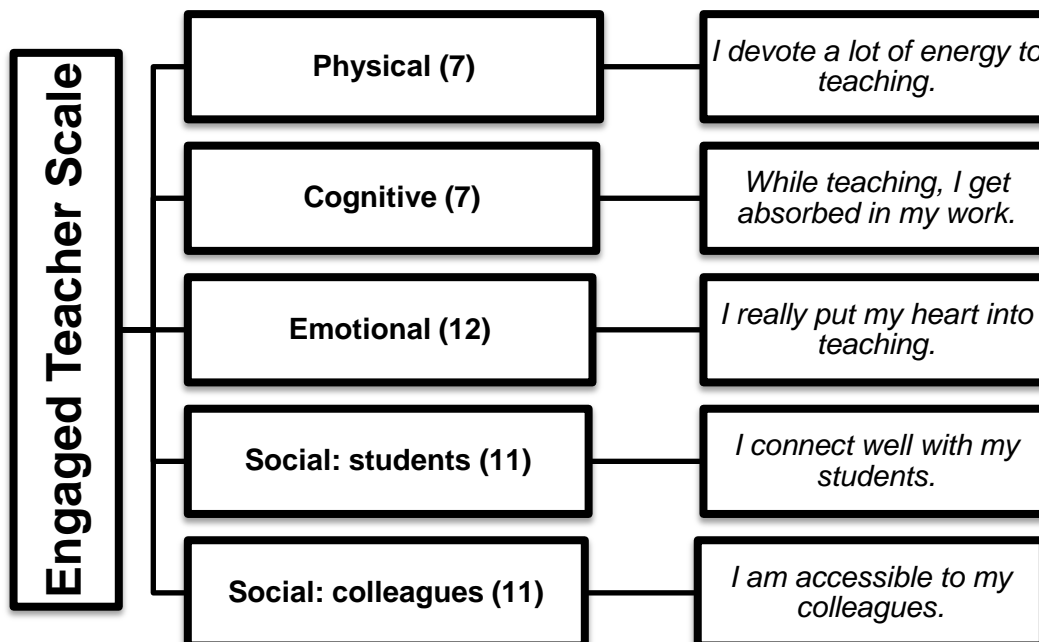 Engaged Teacher Scale
Physical (7)
I devote a lot of energy to
teaching.
Cognitive (7)
While teaching, I get
absorbed in my work.
Emotional (12)
I really put my heart into
teaching.
Social: students (11)
I connect well with my
students.
Social: colleagues (11)
I am accessible to my
colleagues.